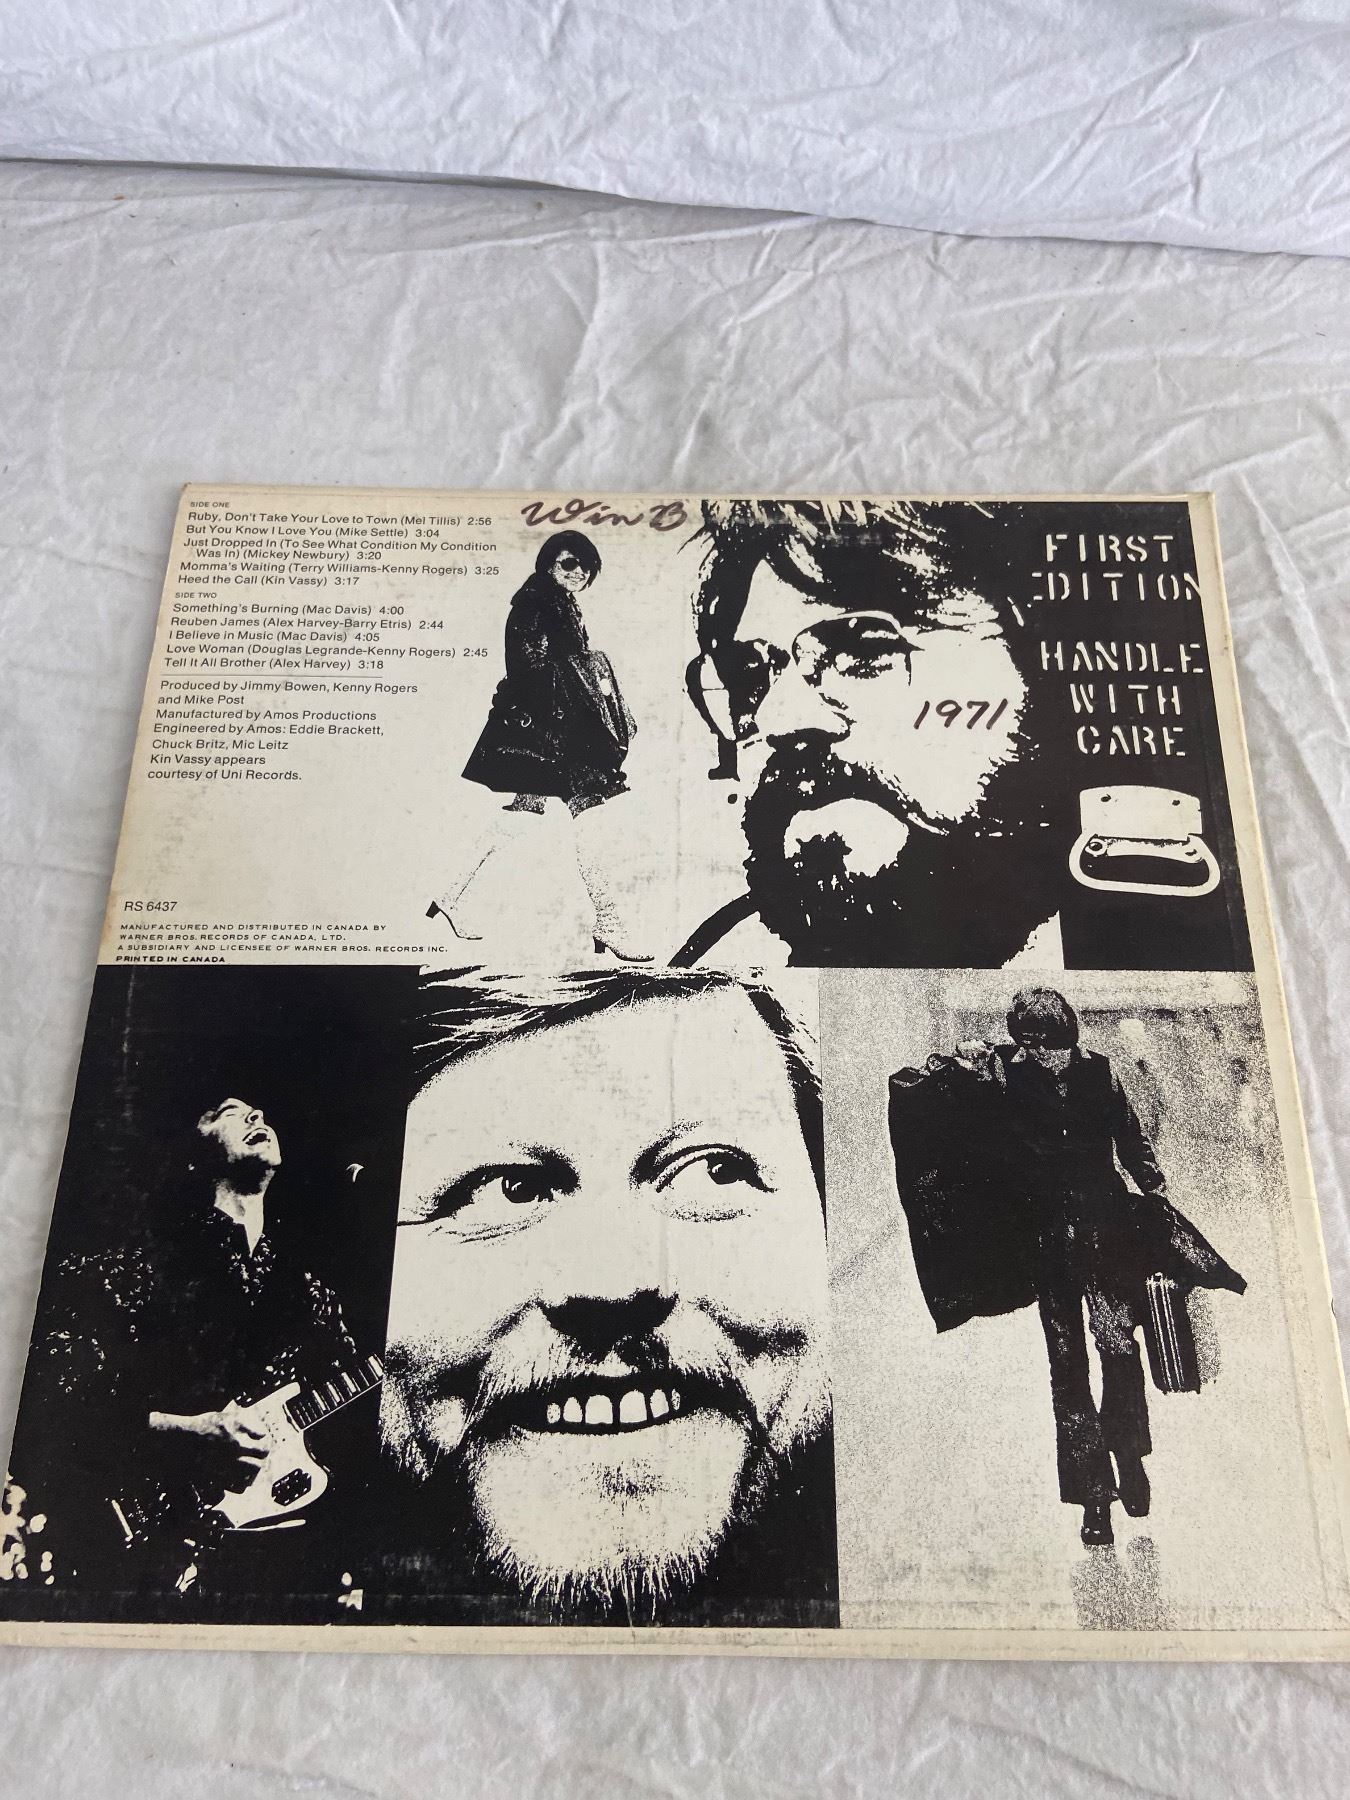 SIDE ONE
Ruby, Don't Take Your Love to Town (Mel Tillis) 2:56
But You Know I Love You (Mike Settle) 3:04
Just Dropped In (To See What Condition My Condition
Was In) (Mickey Newbury) 3:20
Momma's Waiting (Terry Williams-Kenny Rogers) 3:25
Heed the Call (Kin Vassy) 3:17
SIDE TWO
Something's Burning (Mac Davis) 4:00
Reuben James (Alex Harvey-Barry Etris) 2:44
I Believe in Music (Mac Davis) 4:05
Love Woman (Douglas Legrande-Kenny Rogers) 2:45
Tell It All Brother (Alex Harvey) 3:18
Produced by Jimmy Bowen, Kenny Rogers
and Mike Post
Manufactured by Amos Productions
Engineered by Amos: Eddie Brackett,
Chuck Britz, Mic Leitz
Kin Vassy appears
courtesy of Uni Records.
RS 6437
MANUFACTURED AND DISTRIBUTED IN CANADA BY
WARNER BROS. RECORDS OF CANADA, LTD.
A SUBSIDIARY AND LICENSEE OF WARNER BROS. RECORDS INC.
PRINTED IN CANADA
Win B
FIRST
EDITION
HANDLE
WITH
CARE
1971